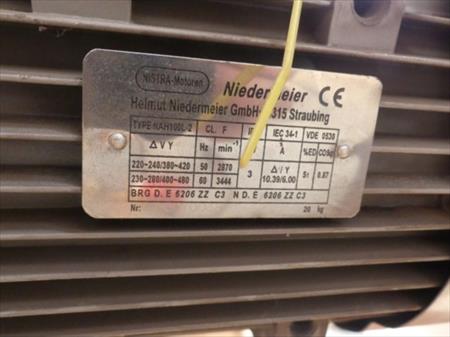 NISTRA-Motoren Niedermeier CE
Helmut Niedermeier GmbH 315 Straubing
TYPE NAH100L-2 CL. F IEC 34-1 VDE 0530
Δ V Y Hz min⁻¹ A %ED COSφ
220-240/380-420 50 2870 3 Δ/Y S1 0.87
230-280/400-480 60 3444 10.39/6.00
BRG D. E 6206 ZZ C3 N D. E 6206 ZZ C3
Nr: 20 kg